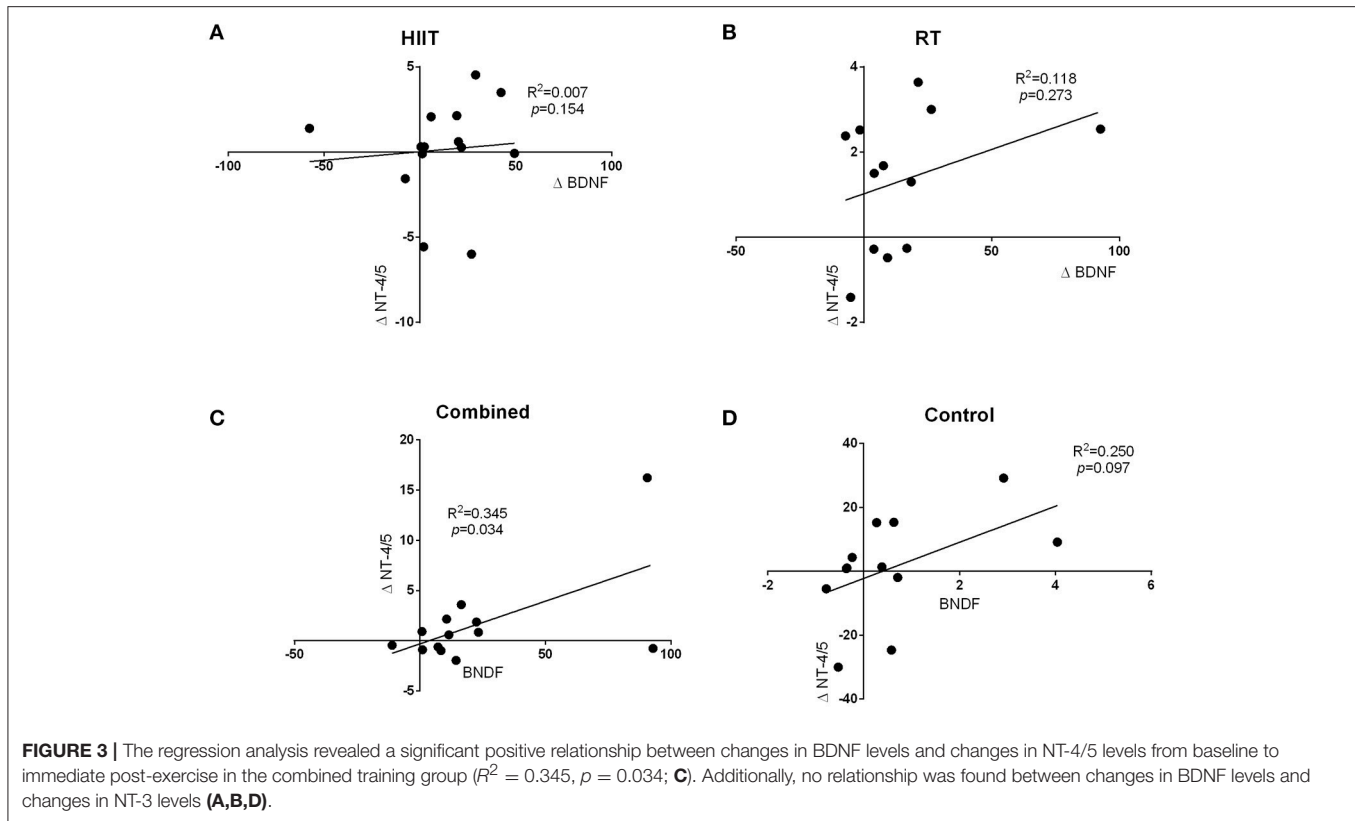 A
HIIT
5
R²=0.007
p=0.154
-100
-50
50
100
Δ BDNF
-5
Δ NT-4/5
-10
B
RT
4
R²=0.118
p=0.273
2
-50
50
100
Δ BDNF
Δ NT-4/5
-2
C
Combined
20
15
R²=0.345
p=0.034
10
Δ NT-4/5
5
-50
50
100
BNDF
-5
D
Control
40
R²=0.250
p=0.097
20
-2
2
4
6
BNDF
-20
Δ NT-4/5
-40
FIGURE 3 | The regression analysis revealed a significant positive relationship between changes in BDNF levels and changes in NT-4/5 levels from baseline to
immediate post-exercise in the combined training group (R² = 0.345, p = 0.034; C). Additionally, no relationship was found between changes in BDNF levels and
changes in NT-3 levels (A,B,D).